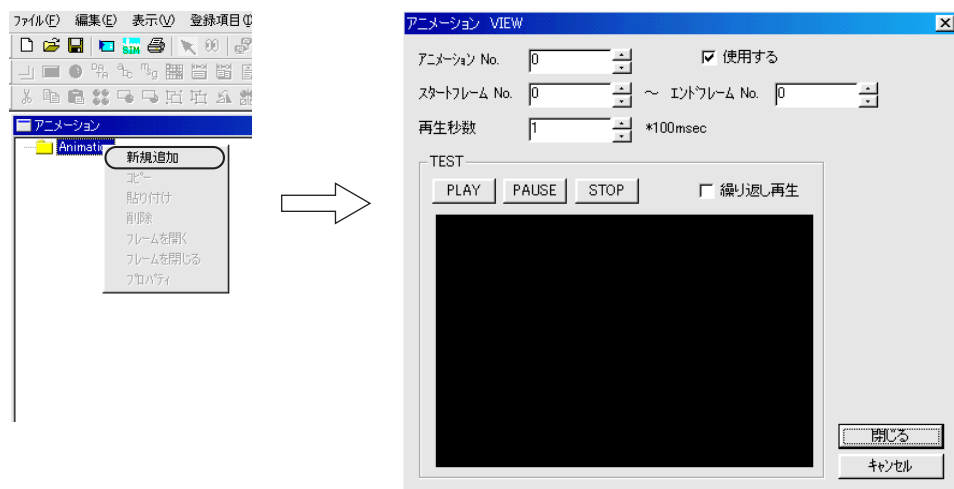 ファイル(F) 編集(E) 表示(V) 登録項目(I)
SIM
DATA abc msg
アニメーション
Animation
新規追加
コピー
貼り付け
削除
フレームを開く
フレームを閉じる
プロパティ
アニメーション VIEW
アニメーション No. 0 使用する
スタートフレーム No. 0 ～ エンドフレーム No. 0
再生秒数 1 *100msec
TEST
PLAY PAUSE STOP 繰り返し再生
閉じる
キャンセル